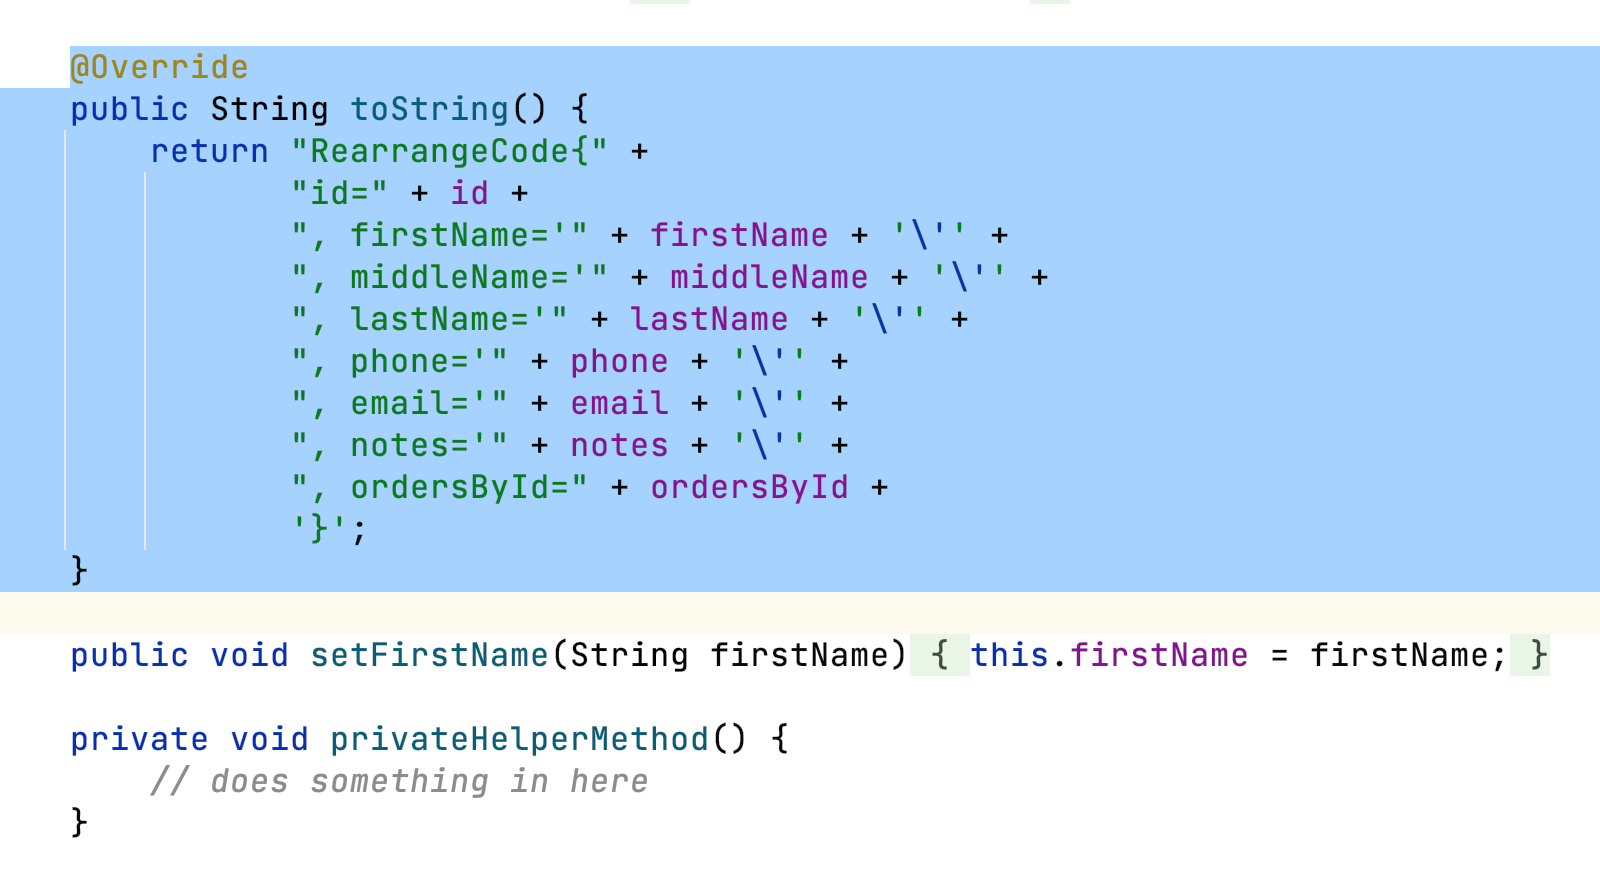 @Override
public String toString() {
    return "RearrangeCode{" +
           "id=" + id +
           ", firstName='" + firstName + '\'' +
           ", middleName='" + middleName + '\'' +
           ", lastName='" + lastName + '\'' +
           ", phone='" + phone + '\'' +
           ", email='" + email + '\'' +
           ", notes='" + notes + '\'' +
           ", ordersById=" + ordersById +
           '}';
}
public void setFirstName(String firstName) { this.firstName = firstName; }
private void privateHelperMethod() {
    // does something in here
}